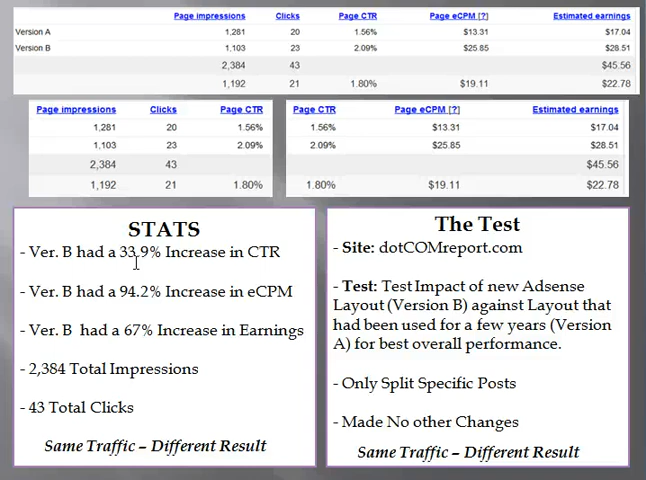 Page impressions Clicks Page CTR Page eCPM [?] Estimated earnings
Version A 1,281 20 1.56% $13.31 $17.04
Version B 1,103 23 2.09% $25.85 $28.51
2,384 43 $45.56
1,192 21 1.80% $19.11 $22.78
Page impressions Clicks Page CTR
1,281 20 1.56%
1,103 23 2.09%
2,384 43
1,192 21 1.80%
Page CTR Page eCPM [?] Estimated earnings
1.56% $13.31 $17.04
2.09% $25.85 $28.51
$45.56
1.80% $19.11 $22.78
STATS
- Ver. B had a 33.9% Increase in CTR
- Ver. B had a 94.2% Increase in eCPM
- Ver. B had a 67% Increase in Earnings
- 2,384 Total Impressions
- 43 Total Clicks
Same Traffic – Different Result
The Test
- Site: dotCOMreport.com
- Test: Test Impact of new Adsense
Layout (Version B) against Layout that
had been used for a few years (Version
A) for best overall performance.
- Only Split Specific Posts
- Made No other Changes
Same Traffic – Different Result